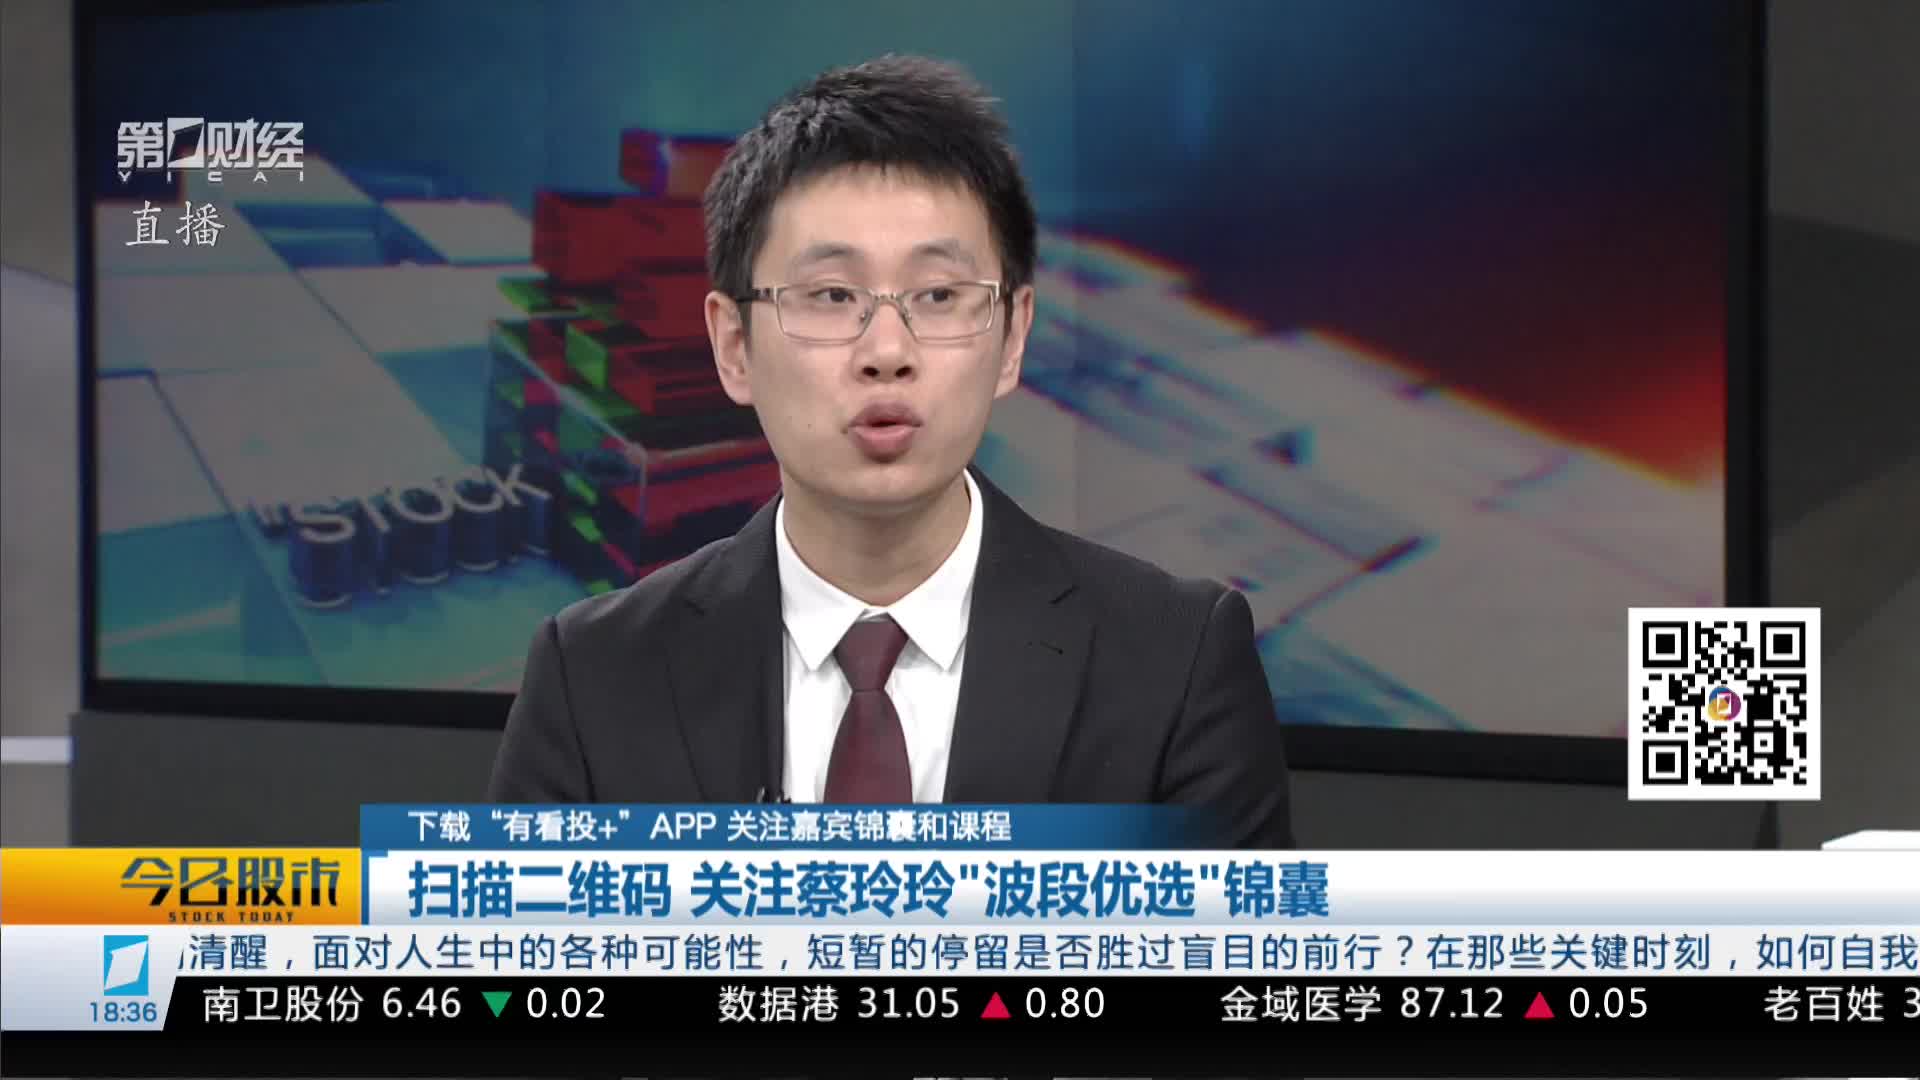 第一财经
YICAI
直播
STOCK
下载“有看投+”APP 关注嘉宾锦囊和课程
今日股市
STOCK TODAY
扫描二维码 关注蔡玲玲"波段优选"锦囊
清醒，面对人生中的各种可能性，短暂的停留是否胜过盲目的前行？在那些关键时刻，如何自我
18:36
南卫股份 6.46 ▼ 0.02 数据港 31.05 ▲ 0.80 金域医学 87.12 ▲ 0.05 老百姓 3